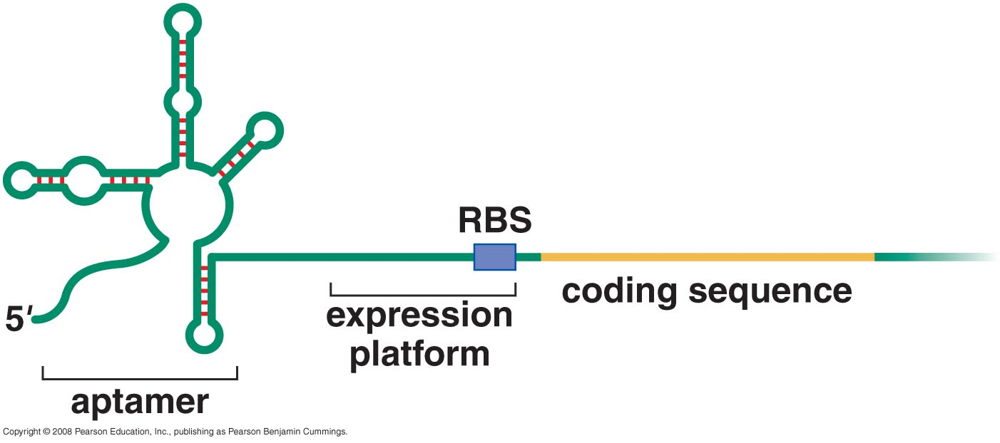 RBS
coding sequence
5′
expression
platform
aptamer
Copyright © 2008 Pearson Education, Inc., publishing as Pearson Benjamin Cummings.